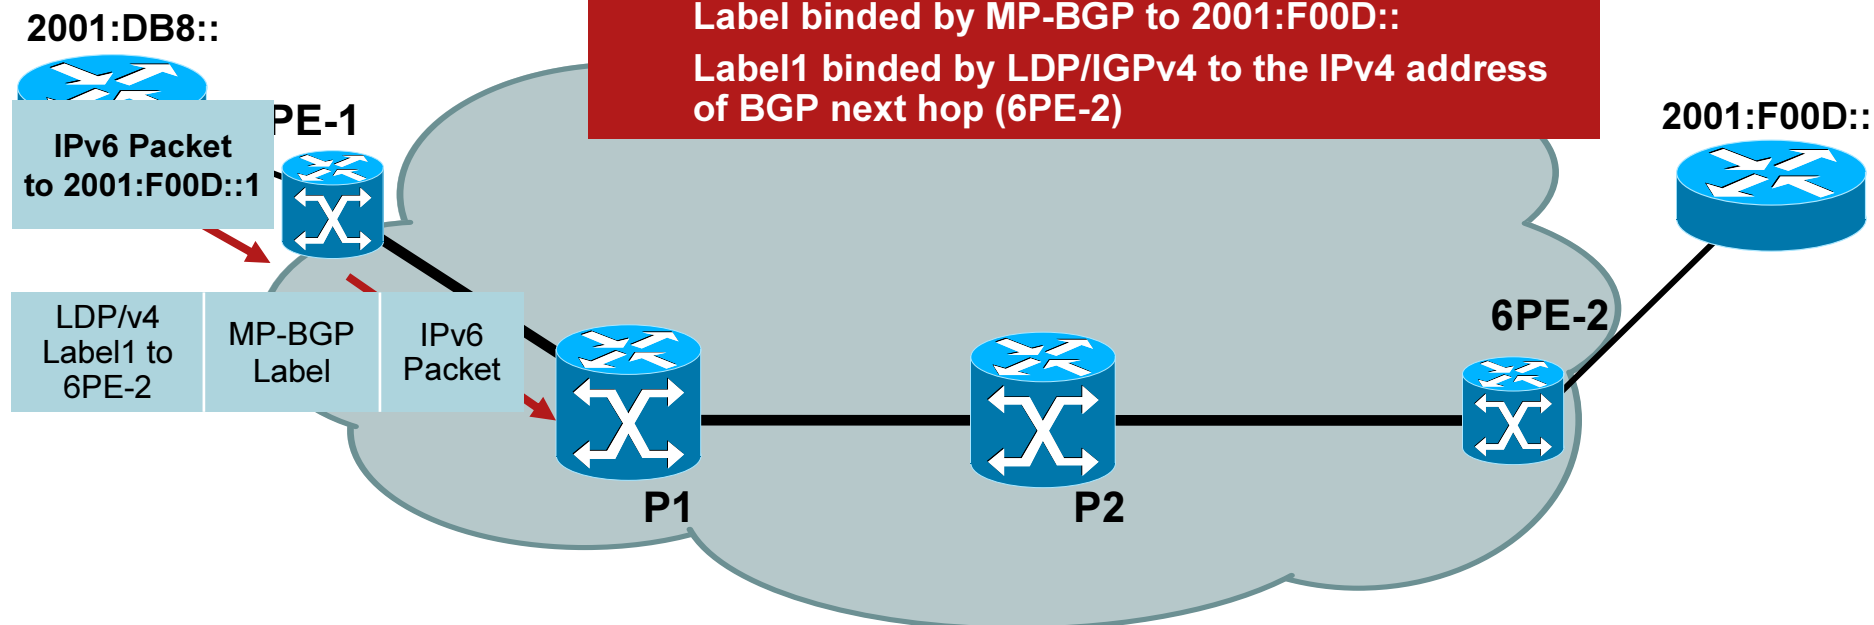 Label binded by MP-BGP to 2001:F00D::
Label1 binded by LDP/IGPv4 to the IPv4 address
of BGP next hop (6PE-2)
2001:DB8::
PE-1
IPv6 Packet
to 2001:F00D::1
2001:F00D::
LDP/v4
Label1 to
6PE-2
MP-BGP
Label
IPv6
Packet
6PE-2
P1
P2